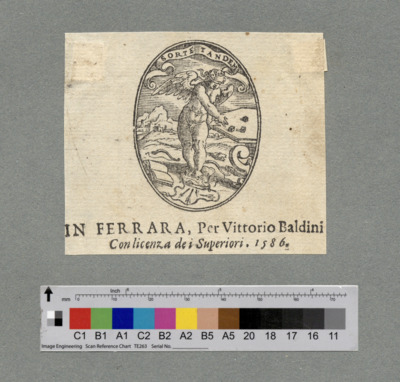 FORTE TANDEM
IN FERRARA, Per Vittorio Baldini
Con licenza de i Superiori. 1586.
Inch
mm
C1 B1 A1 C2 B2 A2 B5 A5 20 18 17 16 11
Image Engineering Scan Reference Chart TE263 Serial No.